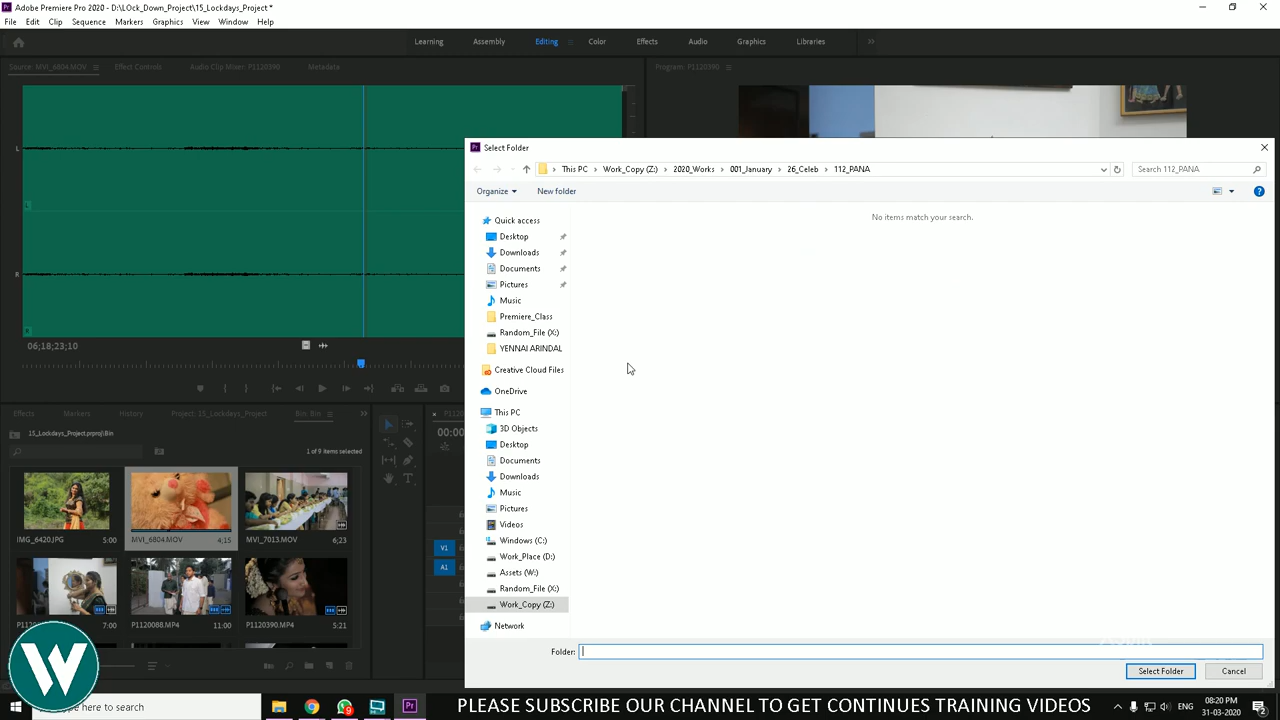 Adobe Premiere Pro 2020 - D:\LOck_Down_Project\15_Lockdays_Project *
File Edit Clip Sequence Markers Graphics View Window Help
Learning Assembly Editing Color Effects Audio Graphics Libraries
Source: MVI_6804.MOV Effect Controls Audio Clip Mixer: P1120390 Metadata
Program: P1120390
L
R
06;18;23;10
Effects Markers History Project: 15_Lockdays_Project Bin: Bin
15_Lockdays_Project.prproj\Bin
1 of 9 items selected
IMG_6420.JPG 5:00 MVI_6804.MOV 4;15 MVI_7013.MOV 6;23
7:00 P1120088.MP4 11:00 P1120390.MP4 5:21
00:00
V1
A1
Select Folder
This PC > Work_Copy (Z:) > 2020_Works > 001_January > 26_Celeb > 112_PANA
Search 112_PANA
Organize New folder
No items match your search.
Quick access
Desktop
Downloads
Documents
Pictures
Music
Premiere_Class
Random_File (X:)
YENNAI ARINDAL
Creative Cloud Files
OneDrive
This PC
3D Objects
Desktop
Documents
Downloads
Music
Pictures
Videos
Windows (C:)
Work_Place (D:)
Assets (W:)
Random_File (X:)
Work_Copy (Z:)
Network
Folder:
Select Folder Cancel
W
here to search
9
PLEASE SUBSCRIBE OUR CHANNEL TO GET CONTINUES TRAINING VIDEOS
ENG
08:20 PM
31-03-2020
2